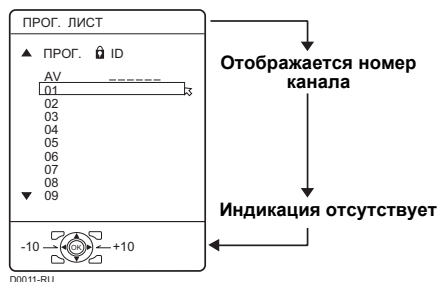 ПРОГ. ЛИСТ
ПРОГ. ID
AV _ _ _ _ _ _
01
02
03
04
05
06
07
08
09
-10 OK +10
D0011-RU
Отображается номер
канала
Индикация отсутствует